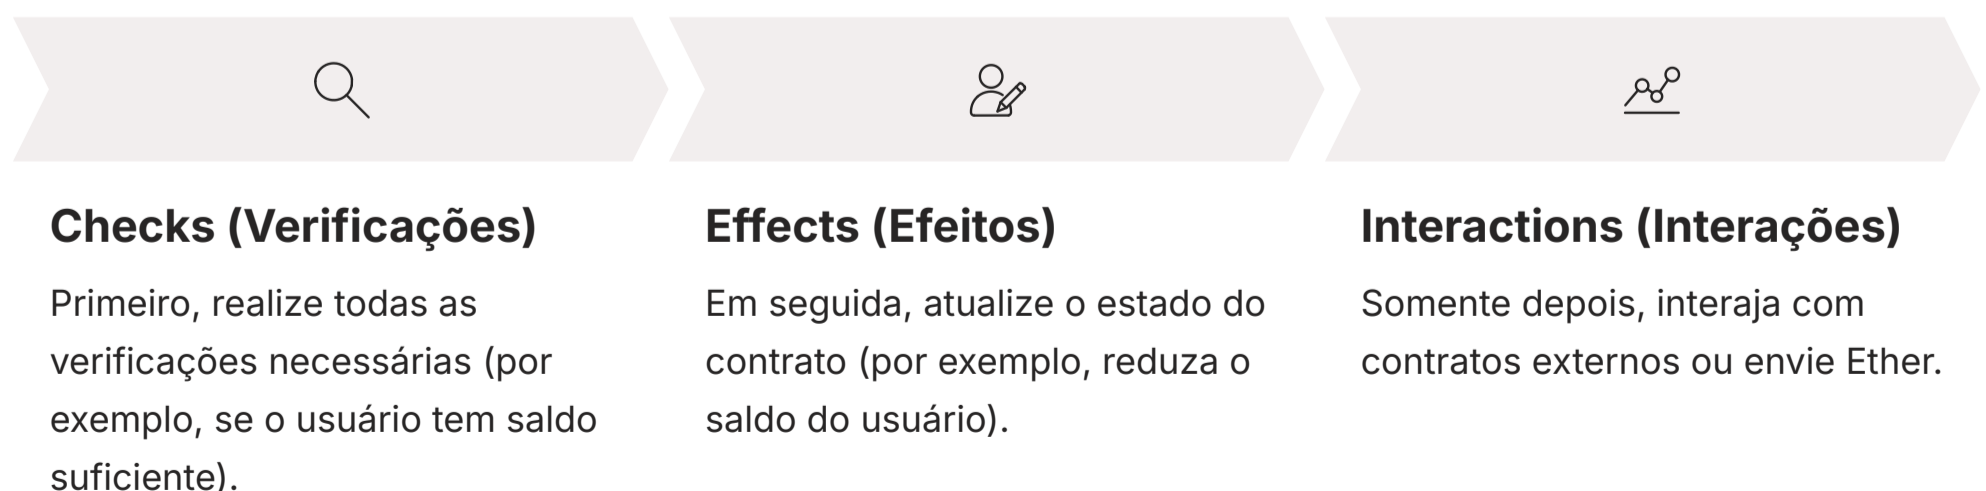 Checks (Verificações)
Primeiro, realize todas as
verificações necessárias (por
exemplo, se o usuário tem saldo
suficiente).
Effects (Efeitos)
Em seguida, atualize o estado do
contrato (por exemplo, reduza o
saldo do usuário).
Interactions (Interações)
Somente depois, interaja com
contratos externos ou envie Ether.